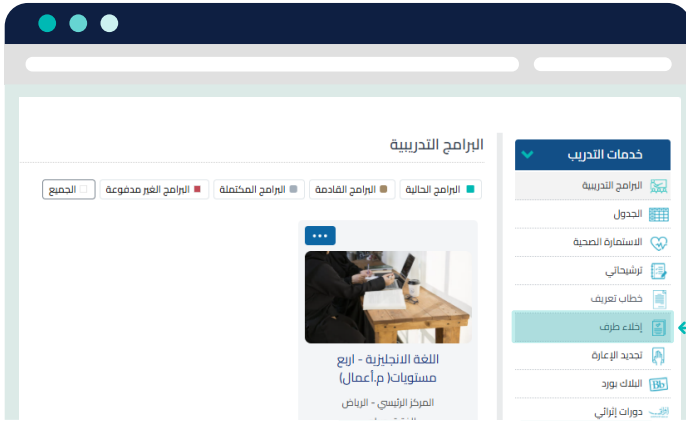 خدمات التدريب
البرامج التدريبية
الجدول
الاستمارة الصحية
ترشيحاتي
خطاب تعريف
إخلاء طرف
تجديد الإعارة
البلاك بورد
دورات إثرائي
البرامج التدريبية
البرامج الحالية
البرامج القادمة
البرامج المكتملة
البرامج الغير مدفوعة
الجميع
اللغة الانجليزية - اربع
مستويات( م.أعمال)
المركز الرئيسي - الرياض